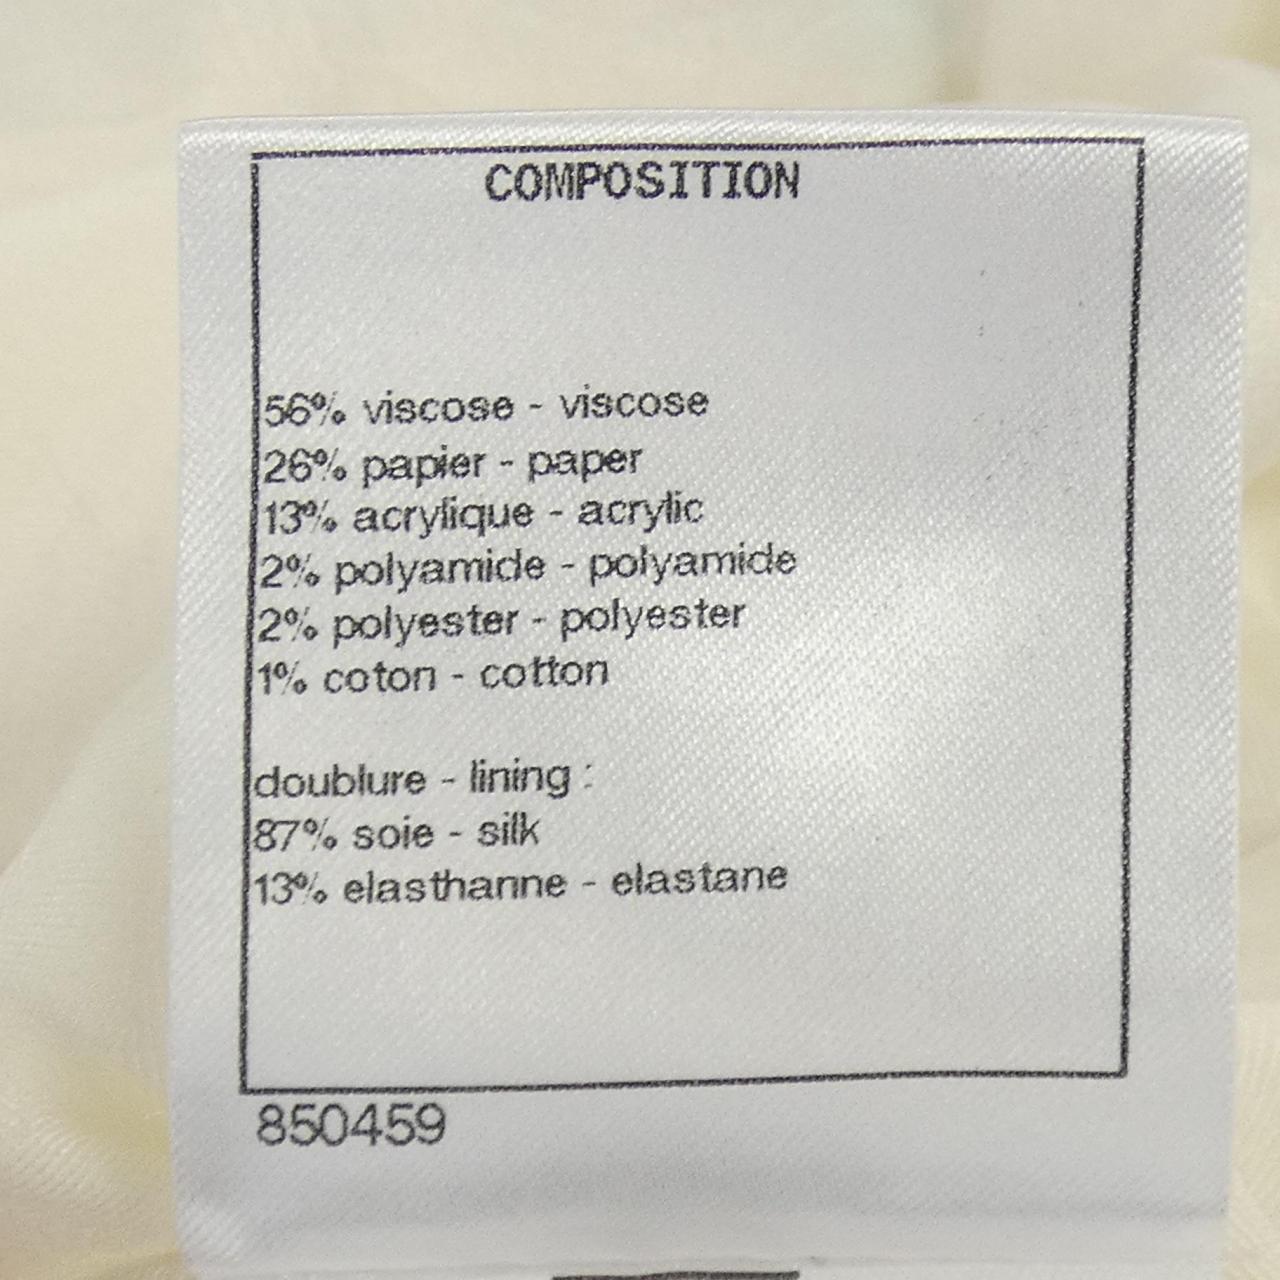 COMPOSITION
56% viscose - viscose
26% papier - paper
13% acrylique - acrylic
2% polyamide - polyamide
2% polyester - polyester
1% coton - cotton
doublure - lining :
87% soie - silk
13% elasthanne - elastane
850459